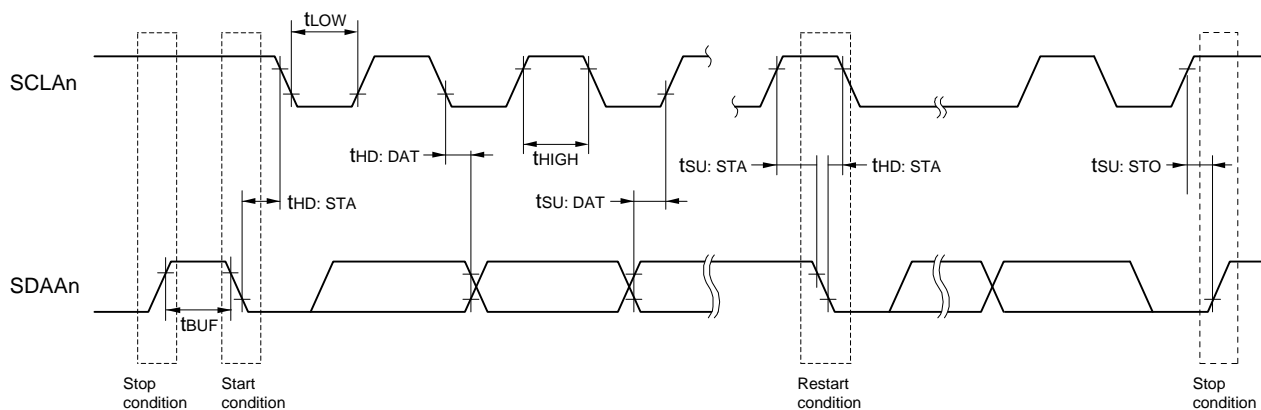 tLOW
SCLAn
tHD: DAT
tHIGH
tSU: STA
tHD: STA
tSU: STO
tHD: STA
tSU: DAT
SDAAn
tBUF
Stop
condition
Start
condition
Restart
condition
Stop
condition